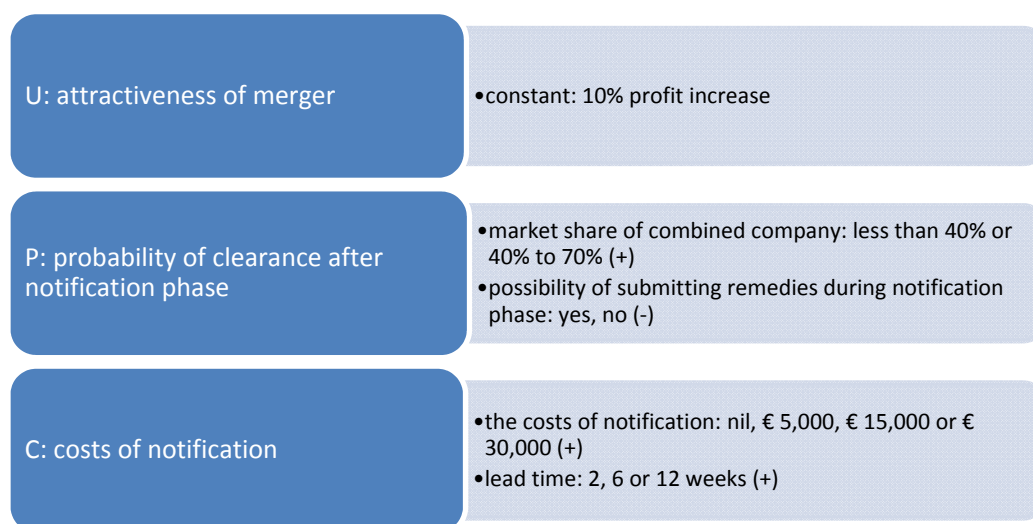 U: attractiveness of merger
•constant: 10% profit increase
P: probability of clearance after
notification phase
•market share of combined company: less than 40% or
40% to 70% (+)
•possibility of submitting remedies during notification
phase: yes, no (-)
C: costs of notification
•the costs of notification: nil, € 5,000, € 15,000 or €
30,000 (+)
•lead time: 2, 6 or 12 weeks (+)